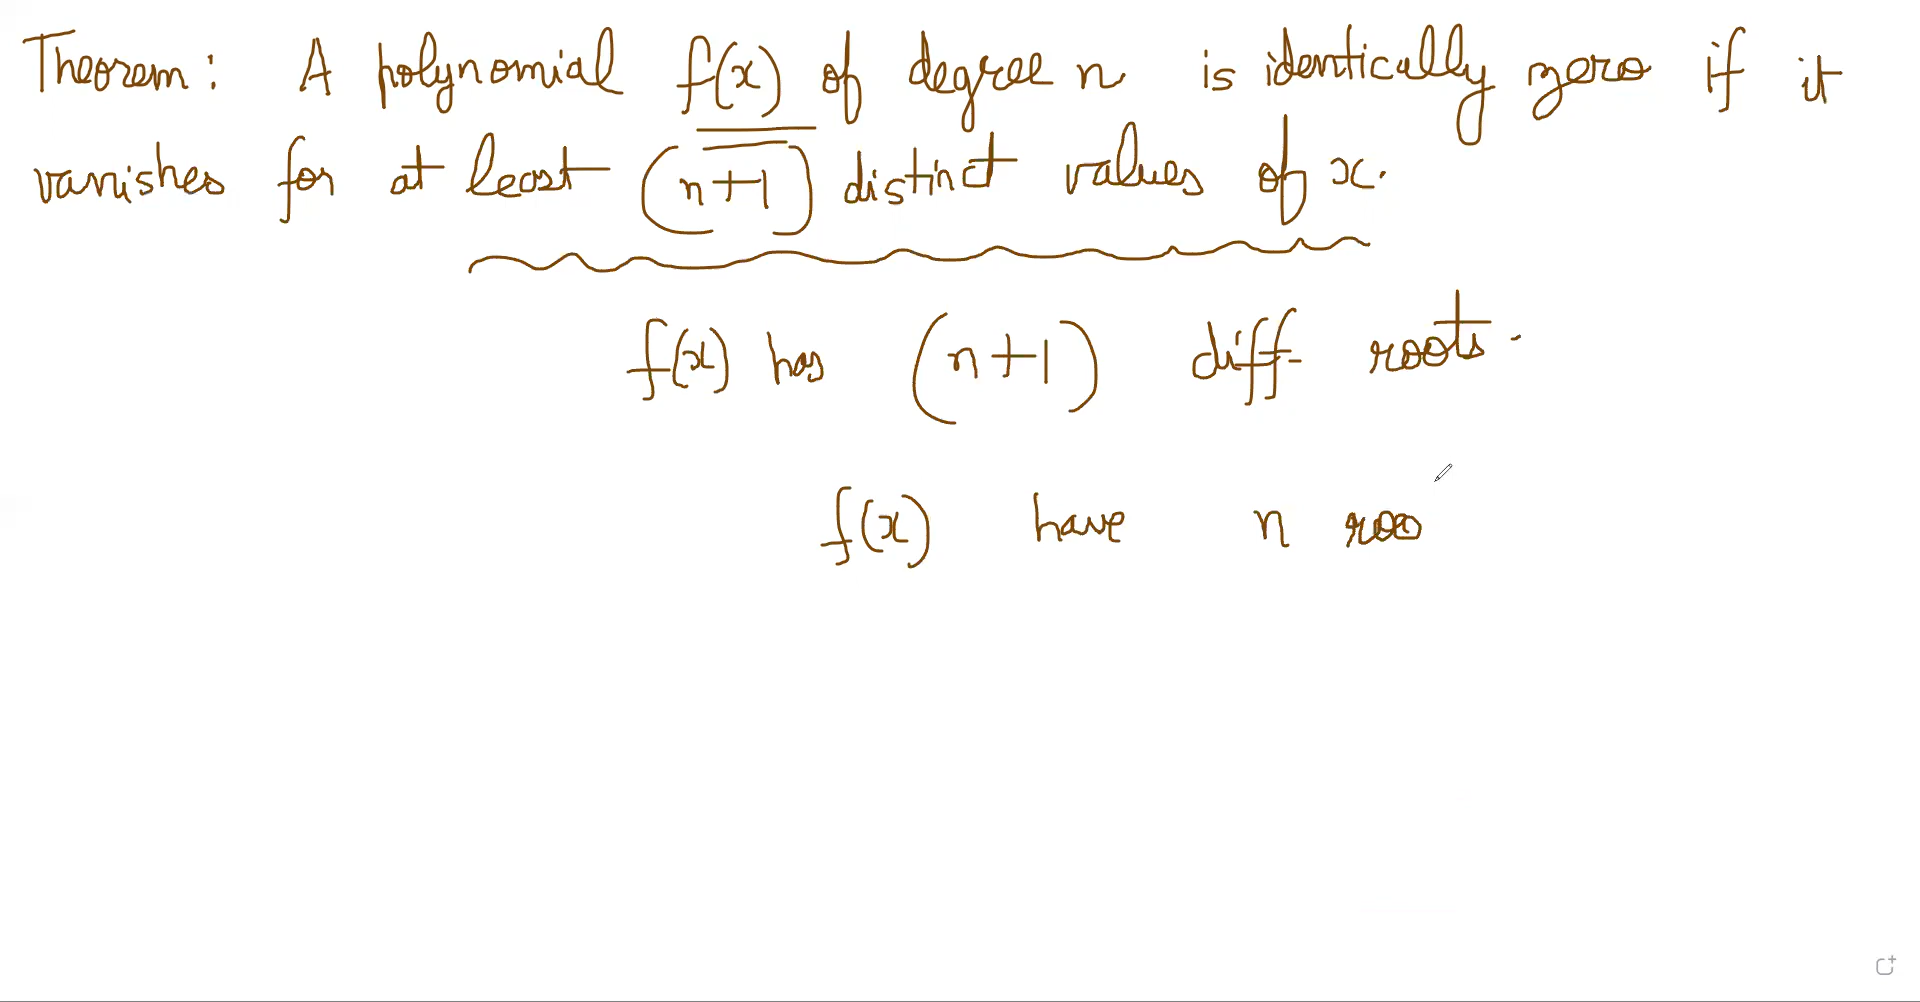 Theorem: A polynomial f(x) of degree n is identically zero if it
vanishes for at least (n+1) distinct values of x.
f(x) has (n+1) diff roots.
f(x) have n roo